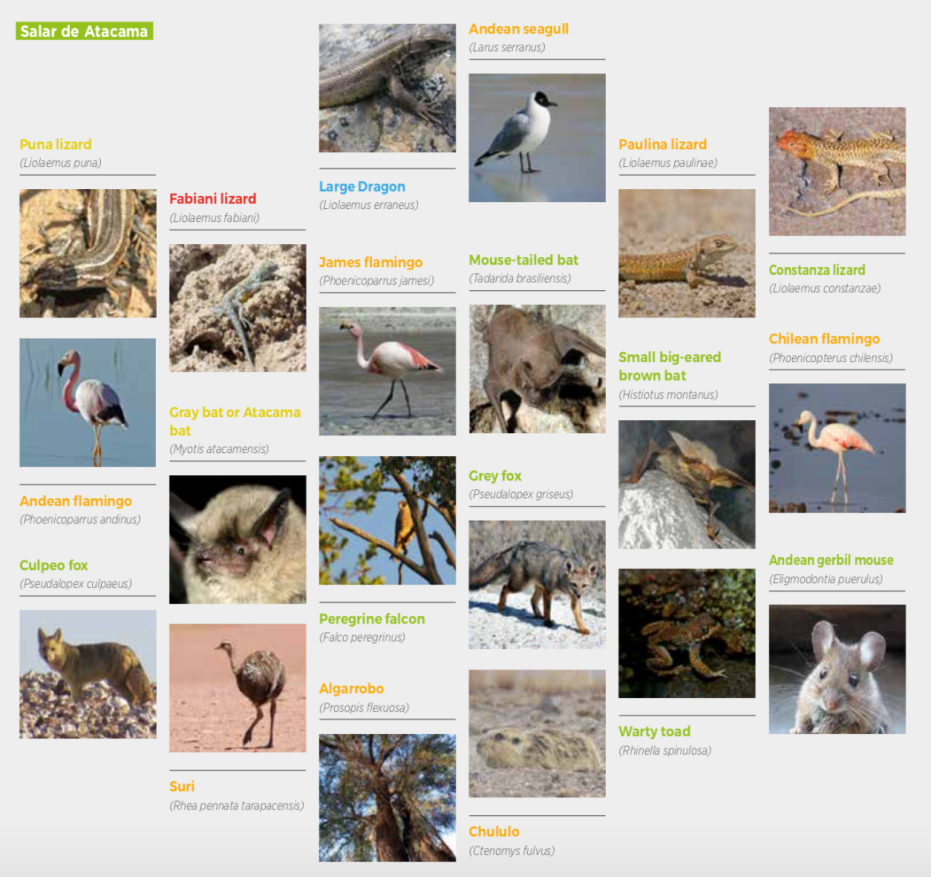 Salar de Atacama
Puna lizard
(Liolaemus puna)
Andean flamingo
(Phoenicoparrus andinus)
Culpeo fox
(Pseudalopex culpaeus)
Fabiani lizard
(Liolaemus fabiani)
Gray bat or Atacama
bat
(Myotis atacamensis)
Suri
(Rhea pennata tarapacensis)
Large Dragon
(Liolaemus erraneus)
James flamingo
(Phoenicoparrus jamesi)
Peregrine falcon
(Falco peregrinus)
Algarrobo
(Prosopis flexuosa)
Andean seagull
(Larus serranus)
Mouse-tailed bat
(Tadarida brasiliensis)
Grey fox
(Pseudalopex griseus)
Chululo
(Ctenomys fulvus)
Paulina lizard
(Liolaemus paulinae)
Small big-eared
brown bat
(Histiotus montanus)
Warty toad
(Rhinella spinulosa)
Constanza lizard
(Liolaemus constanzae)
Chilean flamingo
(Phoenicopterus chilensis)
Andean gerbil mouse
(Eligmodontia puerulus)